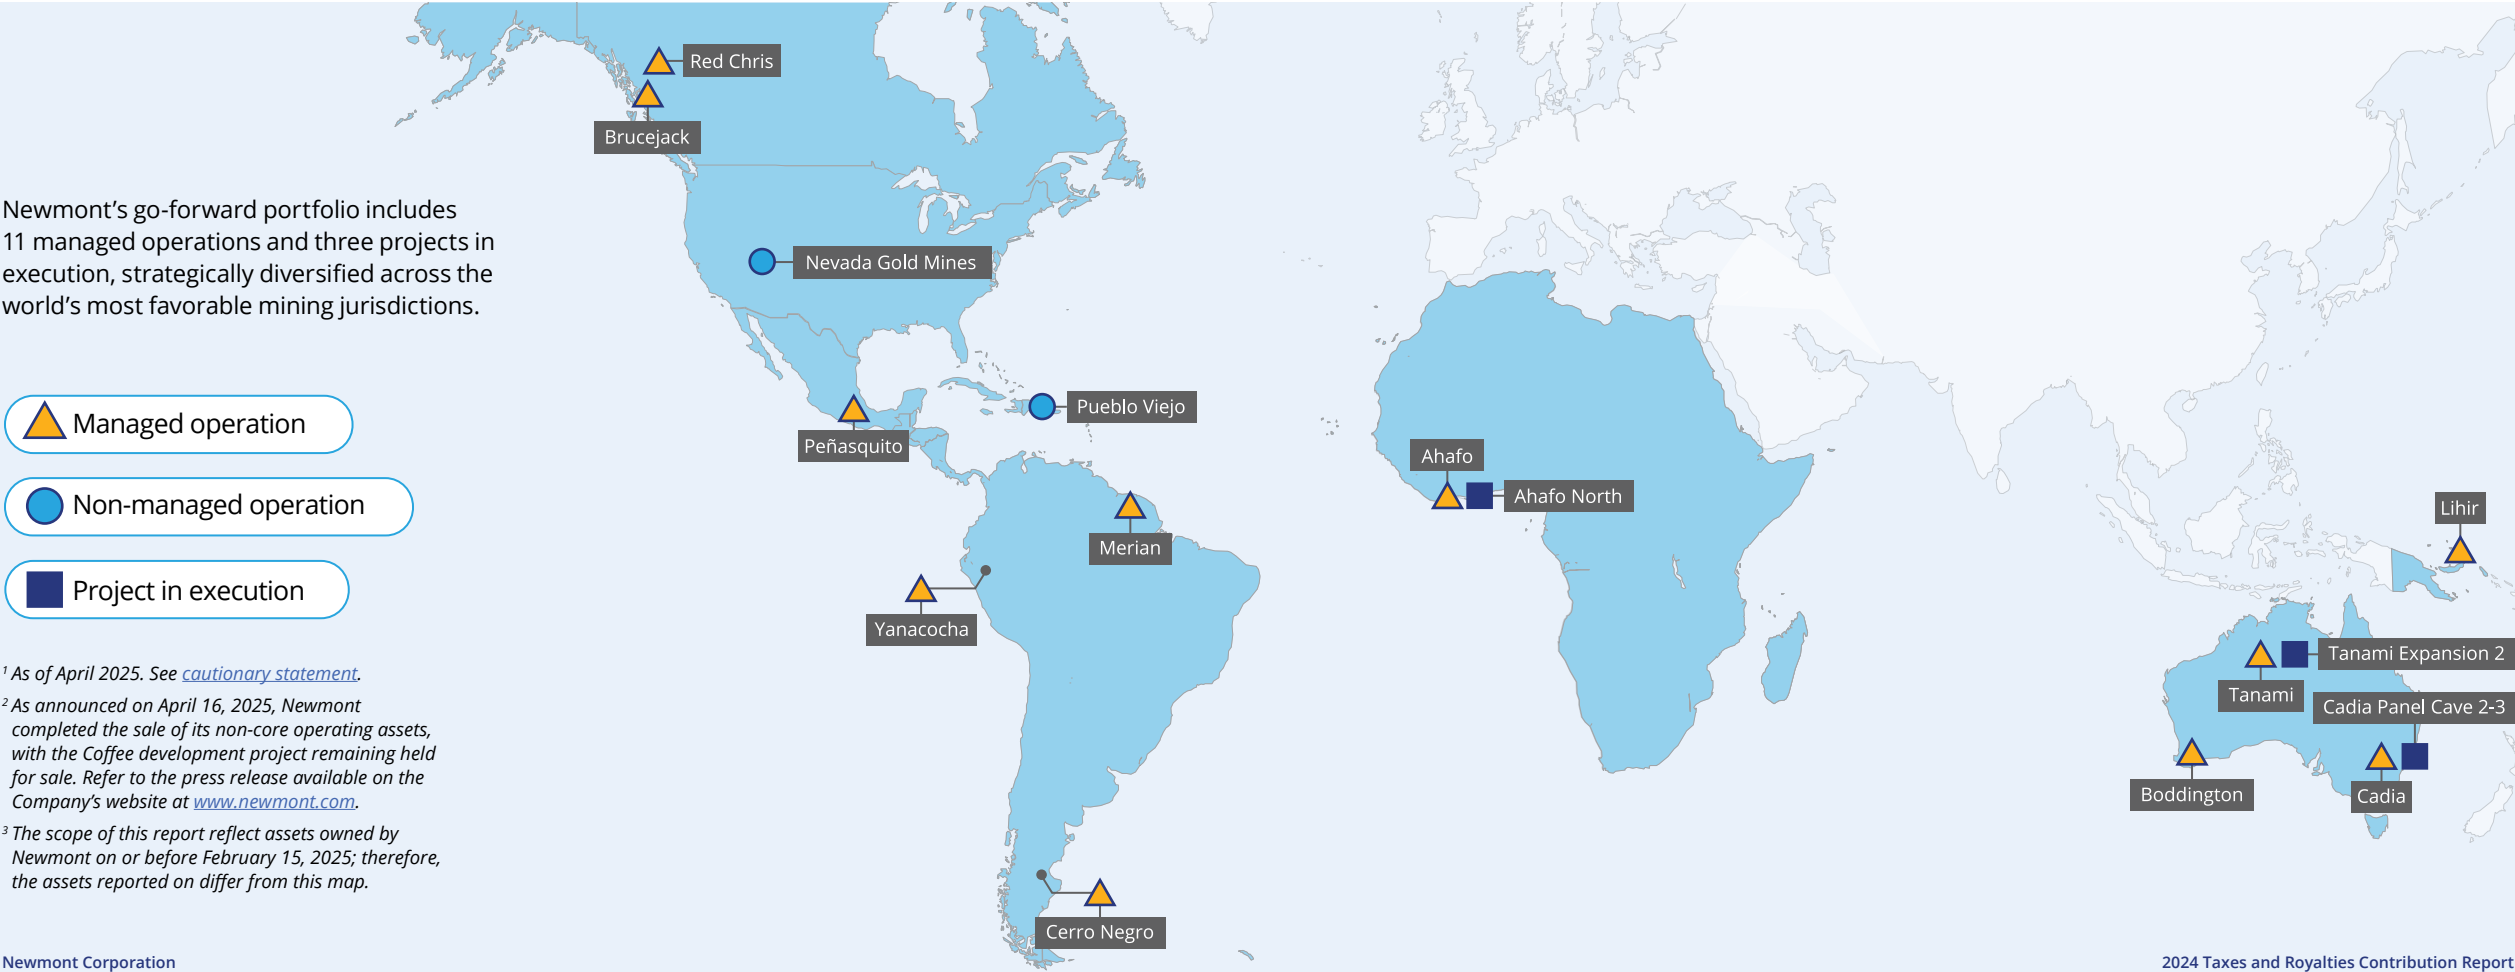 Red Chris
Brucejack
Newmont’s go-forward portfolio includes
11 managed operations and three projects in
execution, strategically diversified across the
world’s most favorable mining jurisdictions.
Nevada Gold Mines
Managed operation
Non-managed operation
Project in execution
Pueblo Viejo
Peñasquito
Ahafo
Ahafo North
Merian
Yanacocha
Lihir
Tanami Expansion 2
Tanami
Cadia Panel Cave 2-3
Boddington
Cadia
Cerro Negro
1 As of April 2025. See cautionary statement.
2 As announced on April 16, 2025, Newmont
completed the sale of its non-core operating assets,
with the Coffee development project remaining held
for sale. Refer to the press release available on the
Company’s website at www.newmont.com.
3 The scope of this report reflect assets owned by
Newmont on or before February 15, 2025; therefore,
the assets reported on differ from this map.
Newmont Corporation
2024 Taxes and Royalties Contribution Report